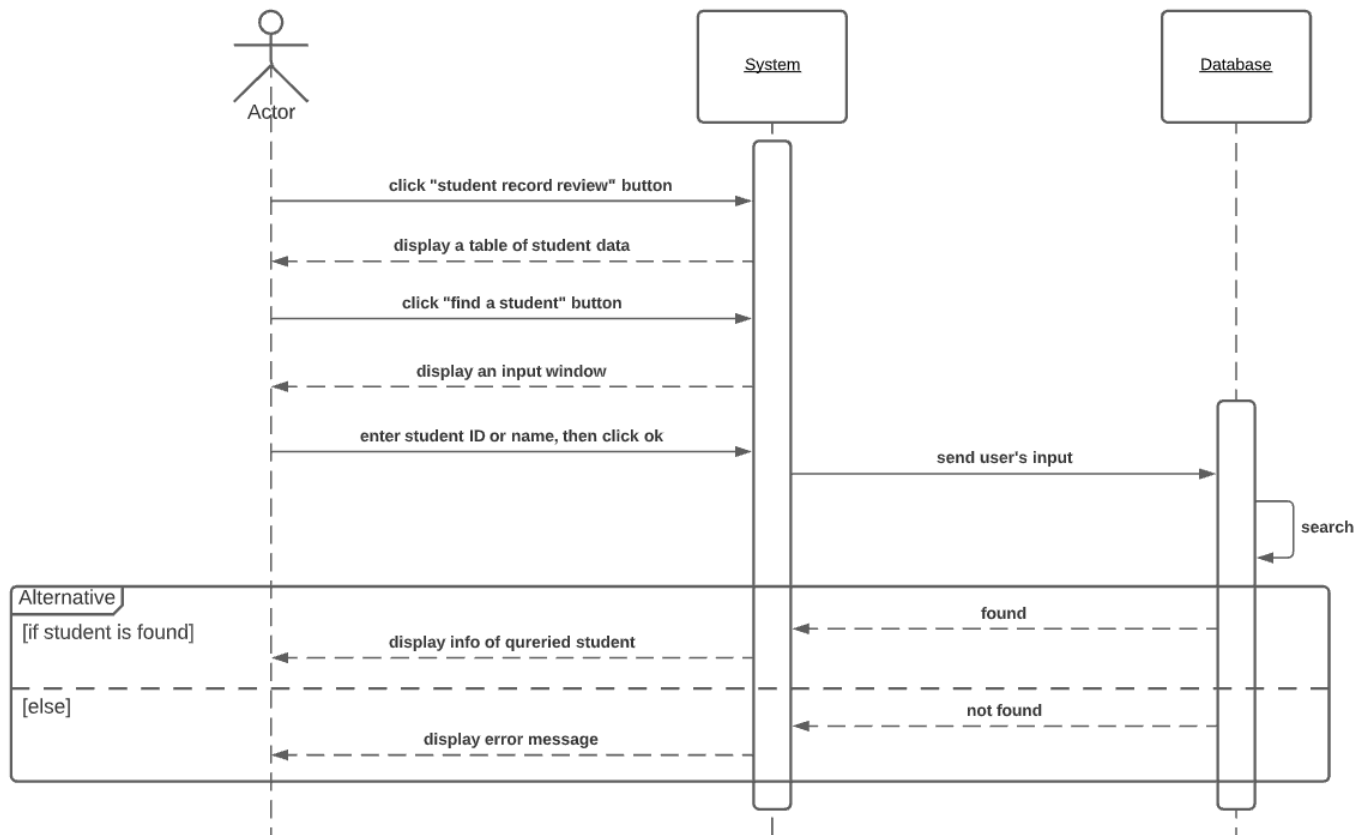 Actor
System
Database
click "student record review" button
display a table of student data
click "find a student" button
display an input window
enter student ID or name, then click ok
send user's input
search
Alternative
[if student is found]
found
display info of qureried student
[else]
not found
display error message